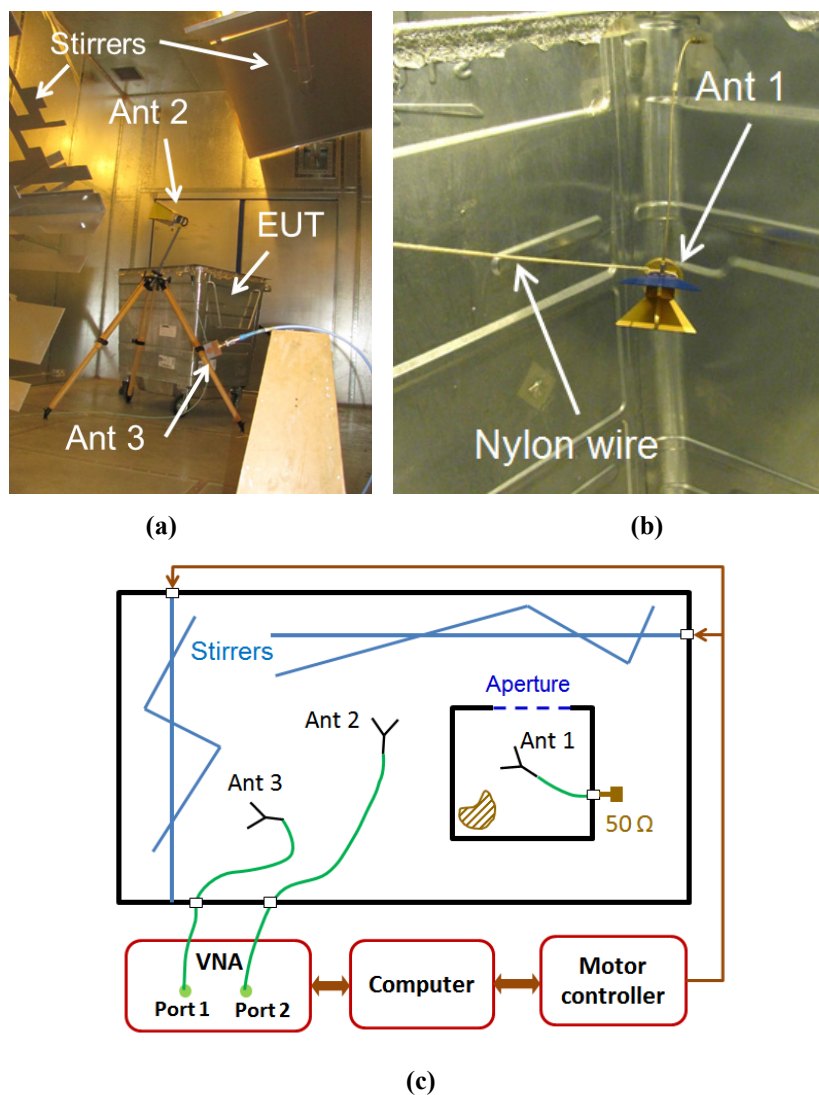 Stirrers
Ant 2
EUT
Ant 3
Ant 1
Nylon wire
(a)
(b)
Stirrers
Aperture
Ant 2
Ant 1
Ant 3
50 Ω
VNA
Port 1 Port 2
Computer
Motor
controller
(c)